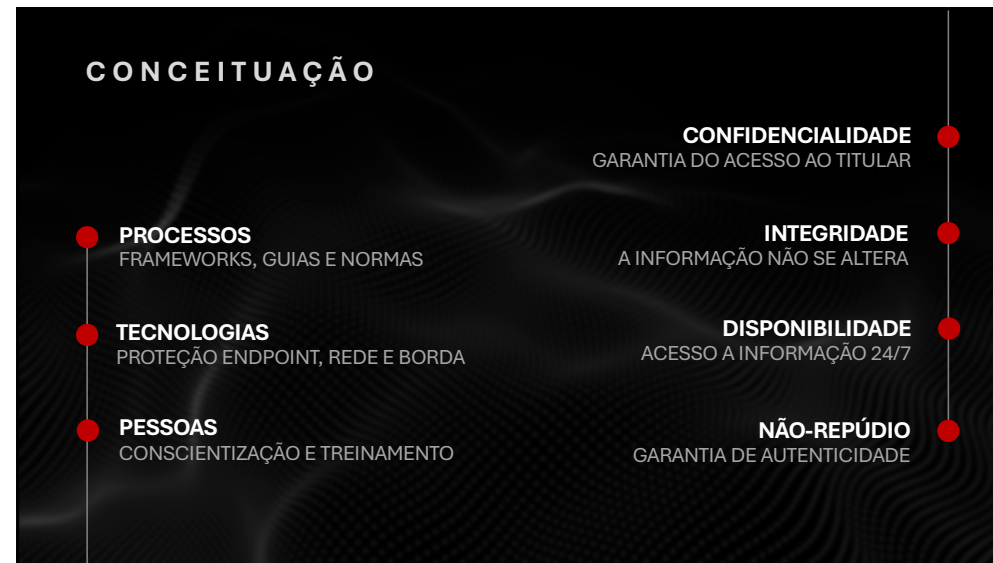 CONCEITUAÇÃO
PROCESSOS
FRAMEWORKS, GUIAS E NORMAS
TECNOLOGIAS
PROTEÇÃO ENDPOINT, REDE E BORDA
PESSOAS
CONSCIENTIZAÇÃO E TREINAMENTO
CONFIDENCIALIDADE
GARANTIA DO ACESSO AO TITULAR
INTEGRIDADE
A INFORMAÇÃO NÃO SE ALTERA
DISPONIBILIDADE
ACESSO A INFORMAÇÃO 24/7
NÃO-REPÚDIO
GARANTIA DE AUTENTICIDADE